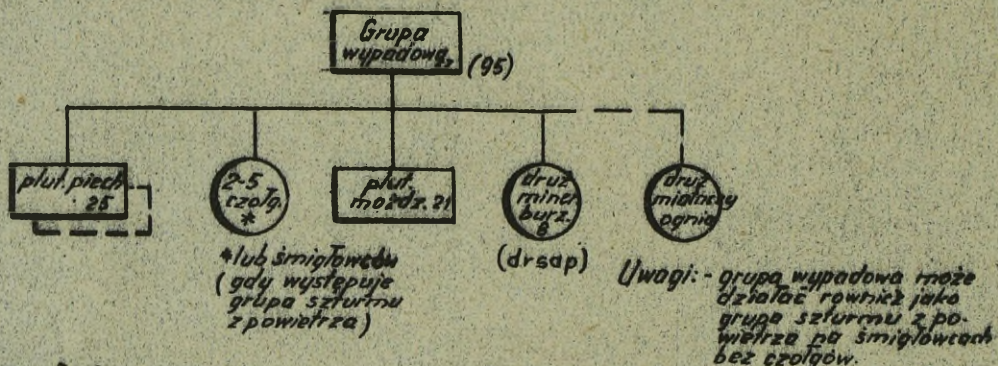 Grupa
wypadowa
(95)
plut. piech
25
2-5
czołg.
*
plut.
moździ. 21
druż
miner
burz.
8
druż
miotaczy
ognia
*lub śmigłowców
(gdy występuje
grupa szturmu
z powietrza)
(drsap)
Uwagi: - grupa wypadowa może
działać również jako
grupa szturmu z po-
wietrza na śmigłowcach
bez czołgów.